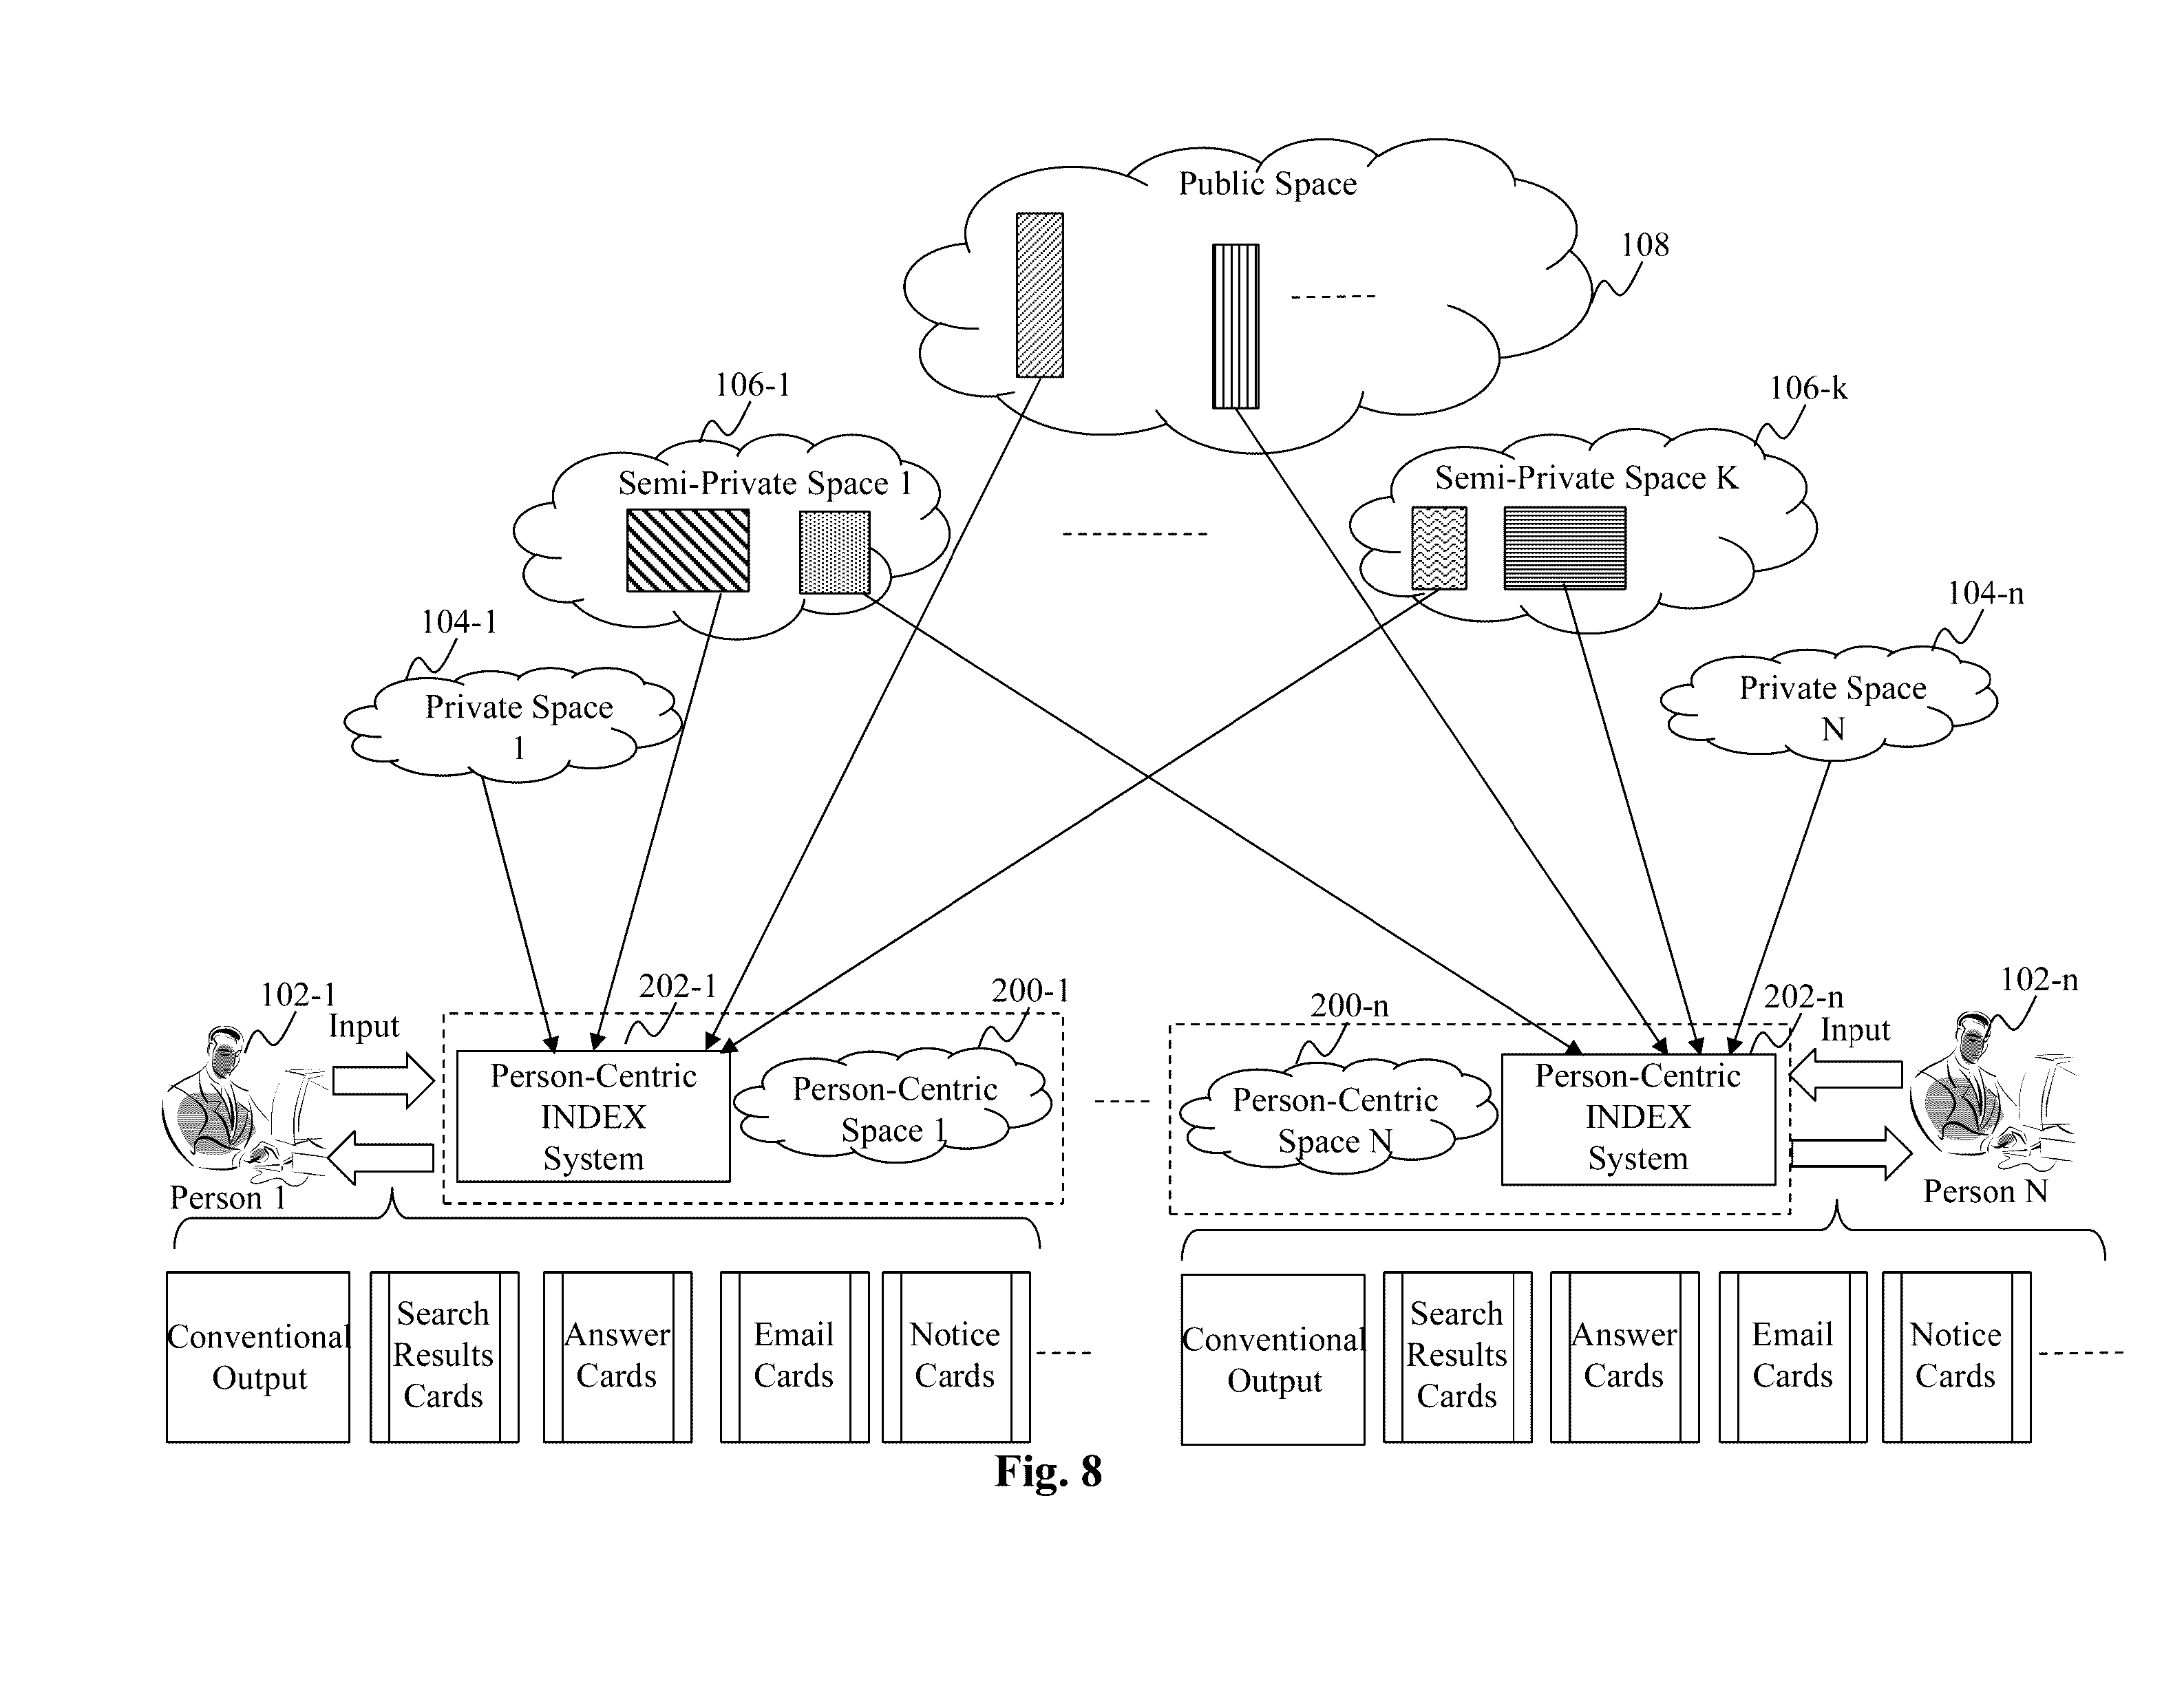 Public Space
108
106-1
106-k
Semi-Private Space 1
Semi-Private Space K
104-1
104-n
Private Space
1
Private Space
N
102-1
Input
202-1
200-1
200-n
202-n
Input
102-n
Person-Centric
INDEX
System
Person-Centric
Space 1
Person-Centric
Space N
Person-Centric
INDEX
System
Person 1
Person N
Conventional
Output
Search
Results
Cards
Answer
Cards
Email
Cards
Notice
Cards
Conventional
Output
Search
Results
Cards
Answer
Cards
Email
Cards
Notice
Cards
Fig. 8